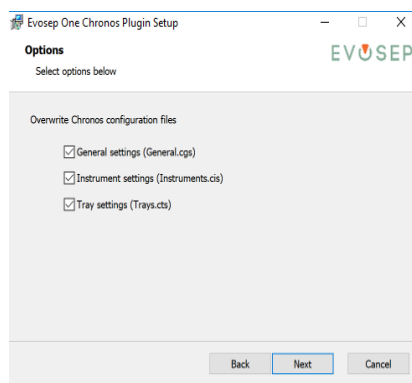 Evosep One Chronos Plugin Setup
Options
EVOSEP
Select options below
Overwrite Chronos configuration files
General settings (General.cgs)
Instrument settings (Instruments.cis)
Tray settings (Trays.cts)
Back Next Cancel